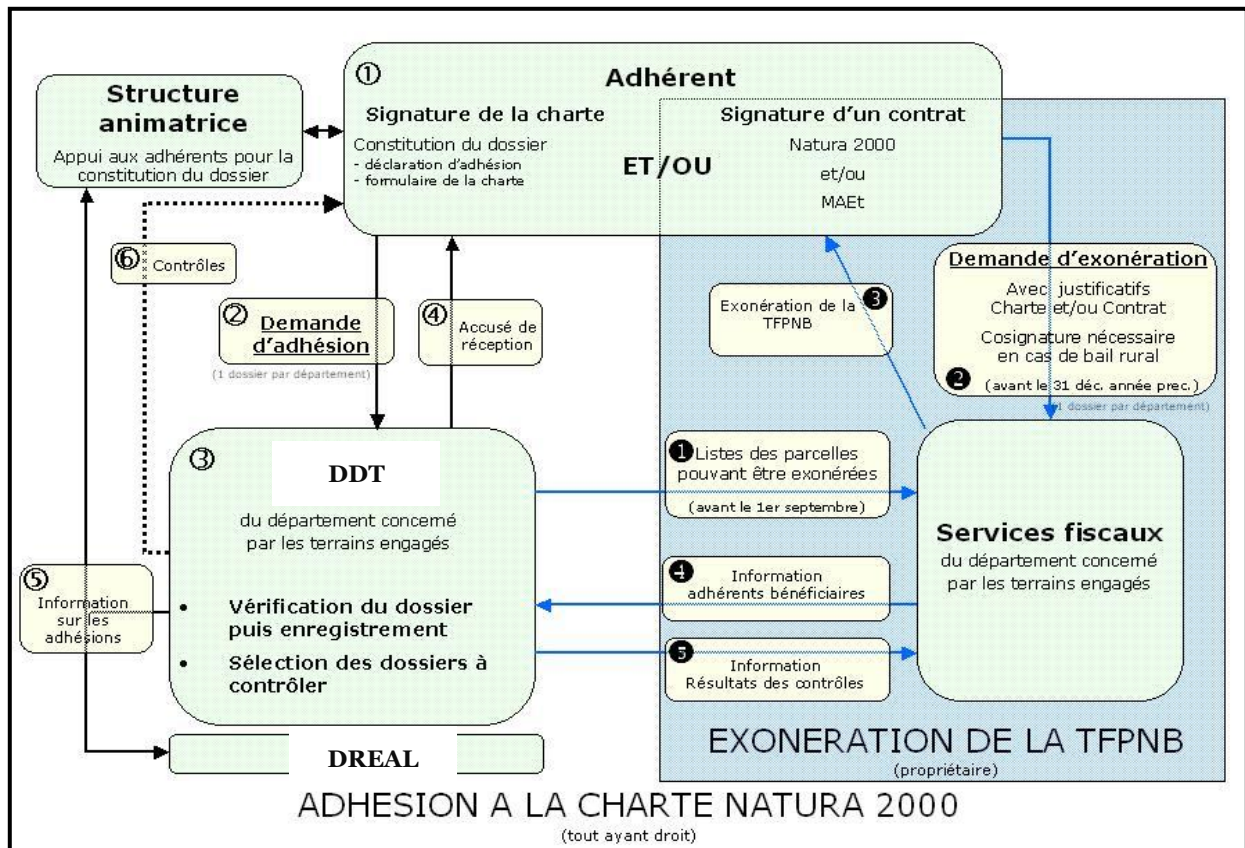 ①
Adhérent
Structure
animatrice
Appui aux adhérents pour la
constitution du dossier
Signature de la charte
Constitution du dossier
- déclaration d'adhésion
- formulaire de la charte
ET/OU
Signature d'un contrat
Natura 2000
et/ou
MAEt
⑥ Contrôles
②
Demande
d'adhésion
(1 dossier par département)
④
Accusé de
réception
Exonération de la ❸
TFPNB
Demande d'exonération
Avec justificatifs
Charte et/ou Contrat
Cosignature nécessaire
en cas de bail rural
❷ (avant le 31 déc. année prec.)
(1 dossier par département)
③
DDT
du département concerné
par les terrains engagés
• Vérification du dossier
puis enregistrement
• Sélection des dossiers à
contrôler
❶ Listes des parcelles
pouvant être exonérées
(avant le 1er septembre)
❹ Information
adhérents bénéficiaires
❺ Information
Résultats des contrôles
Services fiscaux
du département concerné
par les terrains engagés
⑤
Information
sur les
adhésions
DREAL
EXONERATION DE LA TFPNB
(propriétaire)
ADHESION A LA CHARTE NATURA 2000
(tout ayant droit)